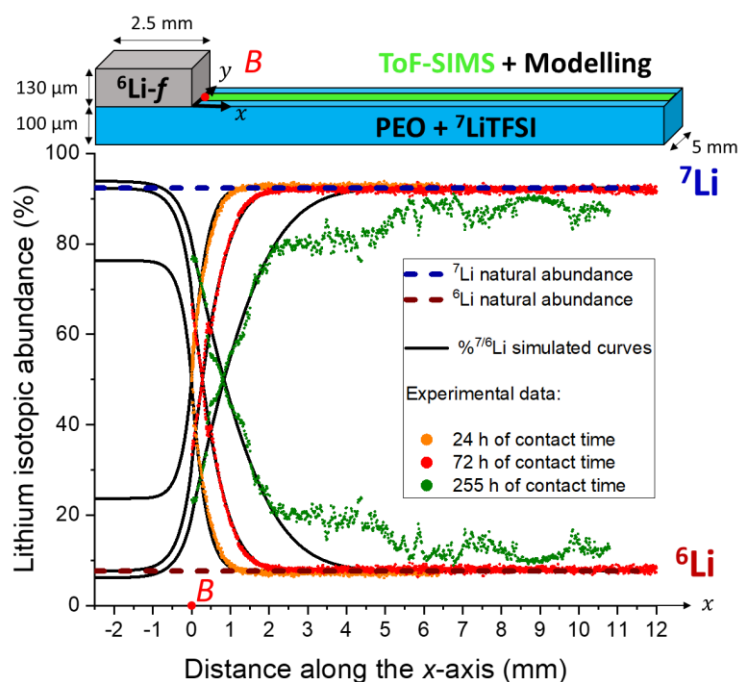 2.5 mm
130 µm
⁶Li-f
y
B
x
ToF-SIMS + Modelling
100 µm
PEO + ⁷LiTFSI
5 mm
⁷Li
Lithium isotopic abundance (%)
100
80
60
40
20
0
⁷Li natural abundance
⁶Li natural abundance
%⁷/⁶Li simulated curves
Experimental data:
24 h of contact time
72 h of contact time
255 h of contact time
⁶Li
B
x
-2 -1 0 1 2 3 4 5 6 7 8 9 10 11 12
Distance along the x-axis (mm)